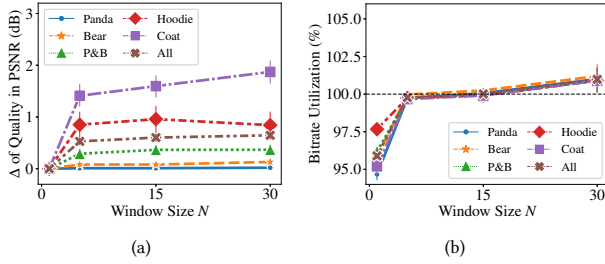 Δ of Quality in PSNR (dB)
3
2
1
0
Panda
Bear
P&B
Hoodie
Coat
All
0
15
30
Window Size N
(a)
Bitrate Utilization (%)
105.0
102.5
100.0
97.5
95.0
Panda
Bear
P&B
Hoodie
Coat
All
0
15
30
Window Size N
(b)